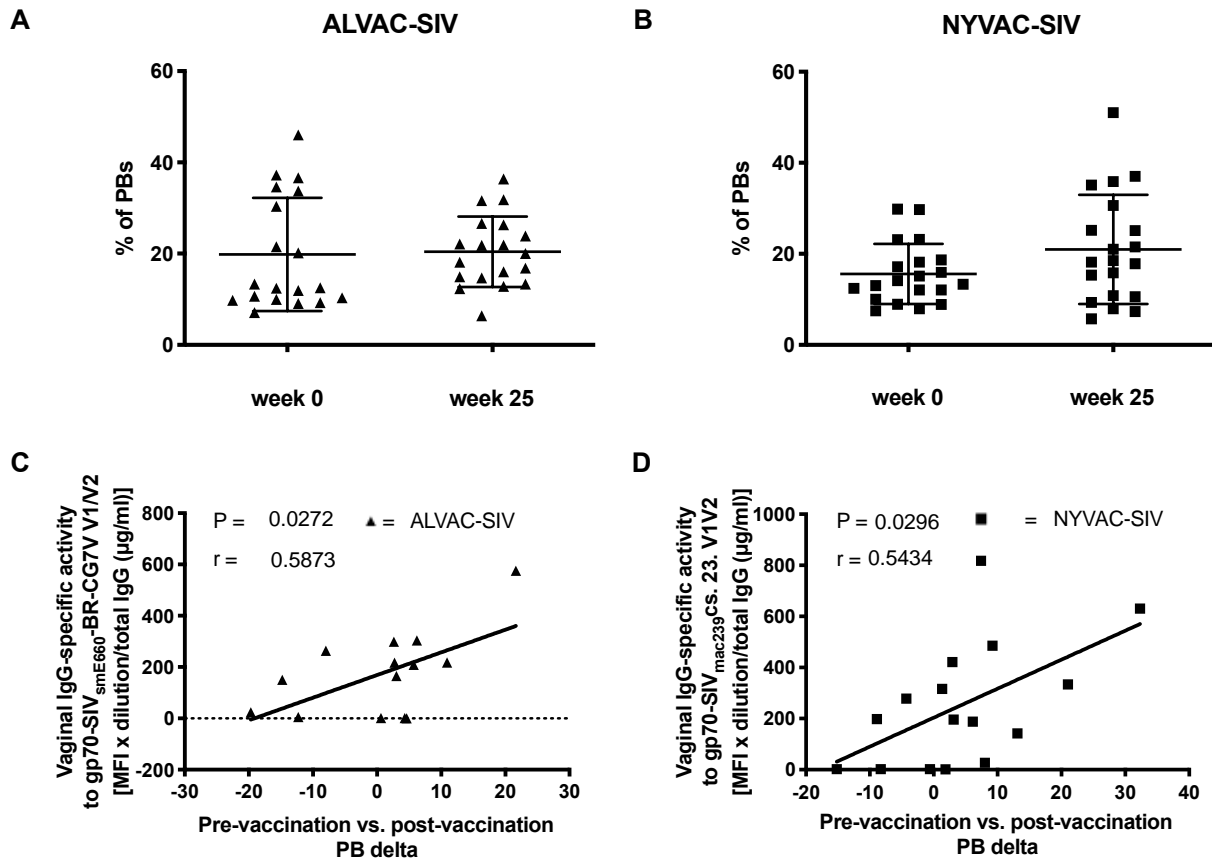 A
ALVAC-SIV
% of PBs
60
40
20
0
week 0
week 25
B
NYVAC-SIV
% of PBs
60
40
20
0
week 0
week 25
C
Vaginal IgG-specific activity
to gp70-SIVsmE660-BR-CG7V V1/V2
[MFI x dilution/total IgG (µg/ml)]
800
600
400
200
0
-200
P = 0.0272 ▲ = ALVAC-SIV
r = 0.5873
-30 -20 -10 0 10 20 30
Pre-vaccination vs. post-vaccination
PB delta
D
Vaginal IgG-specific activity
to gp70-SIVmac239Cs. 23. V1V2
[MFI x dilution/total IgG (µg/ml)]
1000
800
600
400
200
0
P = 0.0296 ■ = NYVAC-SIV
r = 0.5434
-20 -10 0 10 20 30 40
Pre-vaccination vs. post-vaccination
PB delta